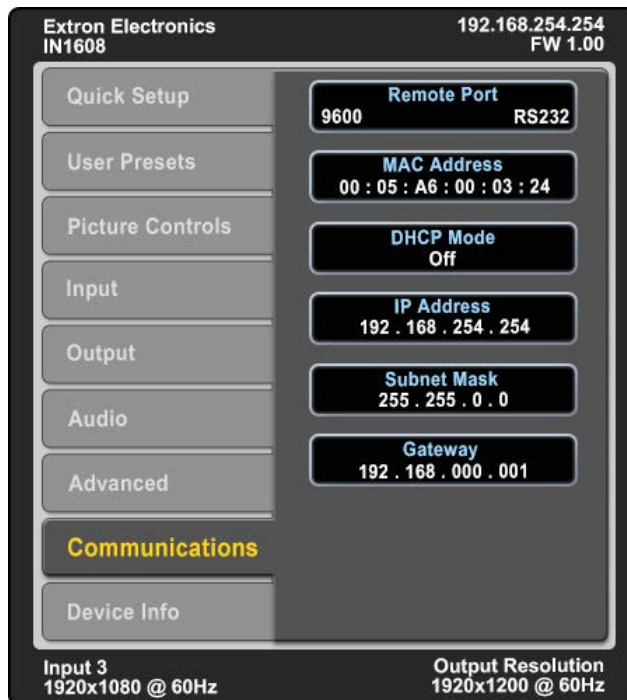 Extron Electronics
IN1608
192.168.254.254
FW 1.00
Quick Setup
User Presets
Picture Controls
Input
Output
Audio
Advanced
Communications
Device Info
Remote Port
9600 RS232
MAC Address
00 : 05 : A6 : 00 : 03 : 24
DHCP Mode
Off
IP Address
192 . 168 . 254 . 254
Subnet Mask
255 . 255 . 0 . 0
Gateway
192 . 168 . 000 . 001
Input 3
1920x1080 @ 60Hz
Output Resolution
1920x1200 @ 60Hz